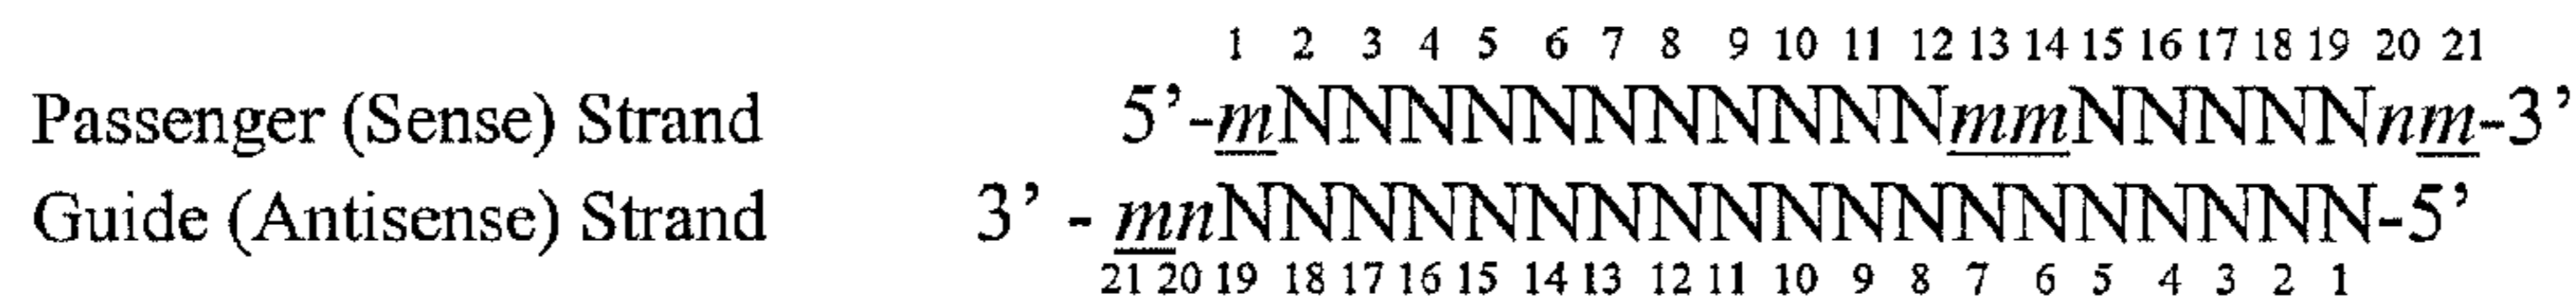 1 2 3 4 5 6 7 8 9 10 11 12 13 14 15 16 17 18 19 20 21
Passenger (Sense) Strand 5’-mNNNNNNNNNNNmmNNNNNnm-3’
Guide (Antisense) Strand 3’ - mnNNNNNNNNNNNNNNNNNNN-5’
21 20 19 18 17 16 15 14 13 12 11 10 9 8 7 6 5 4 3 2 1